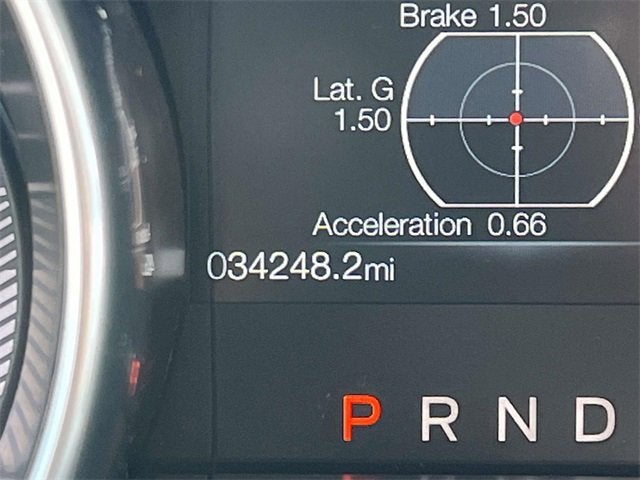 Brake 1.50
Lat. G
1.50
Acceleration 0.66
034248.2mi
P R N D